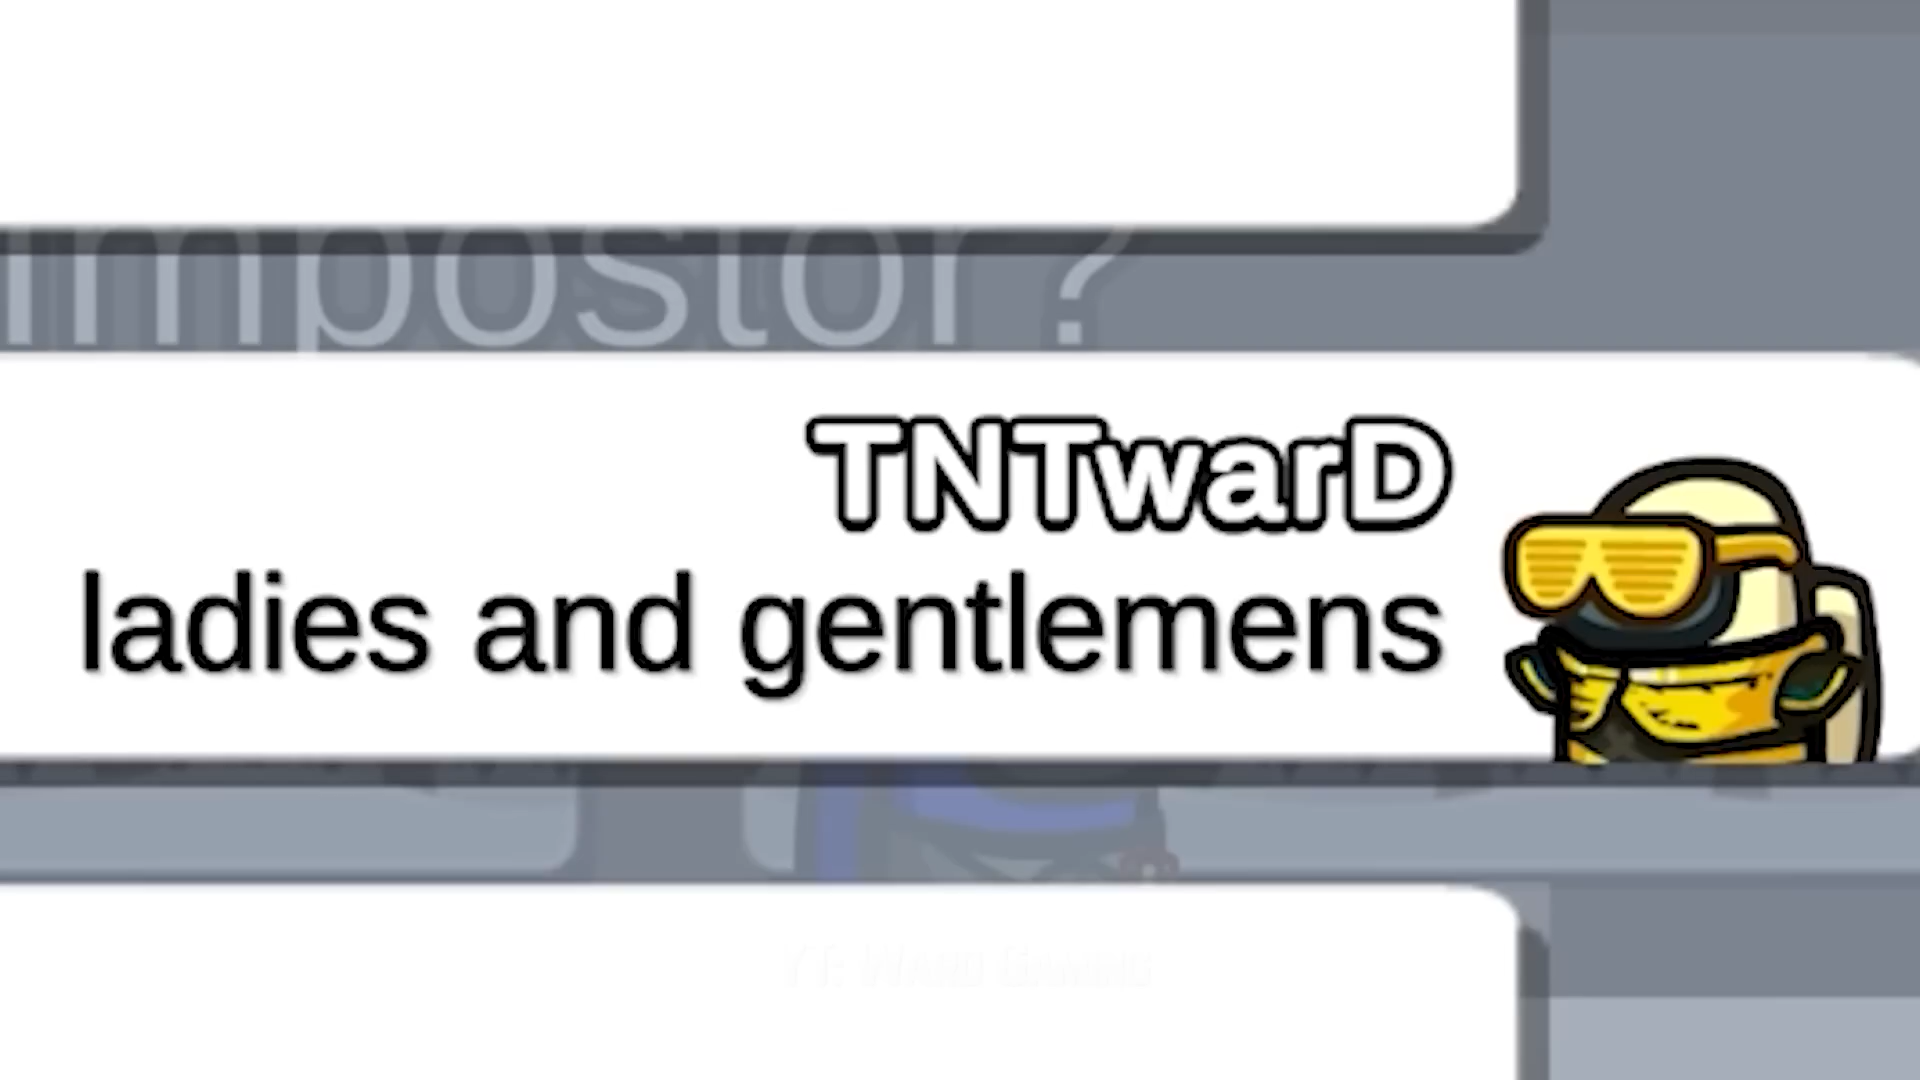 impostor?
TNTwarD
ladies and gentlemens